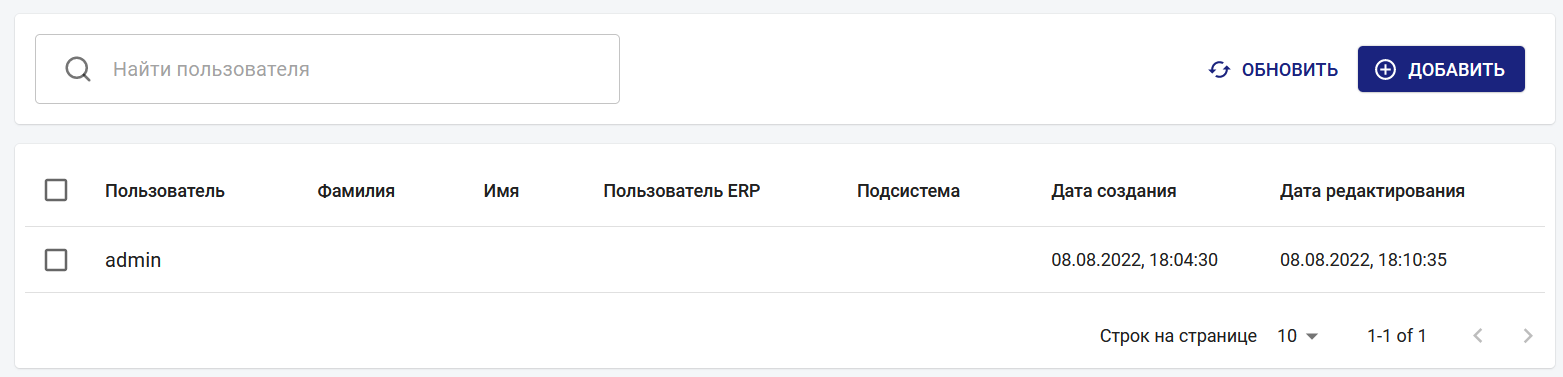 Найти пользователя
ОБНОВИТЬ
ДОБАВИТЬ
Пользователь Фамилия Имя Пользователь ERP Подсистема Дата создания Дата редактирования
admin 08.08.2022, 18:04:30 08.08.2022, 18:10:35
Строк на странице 10 1-1 of 1